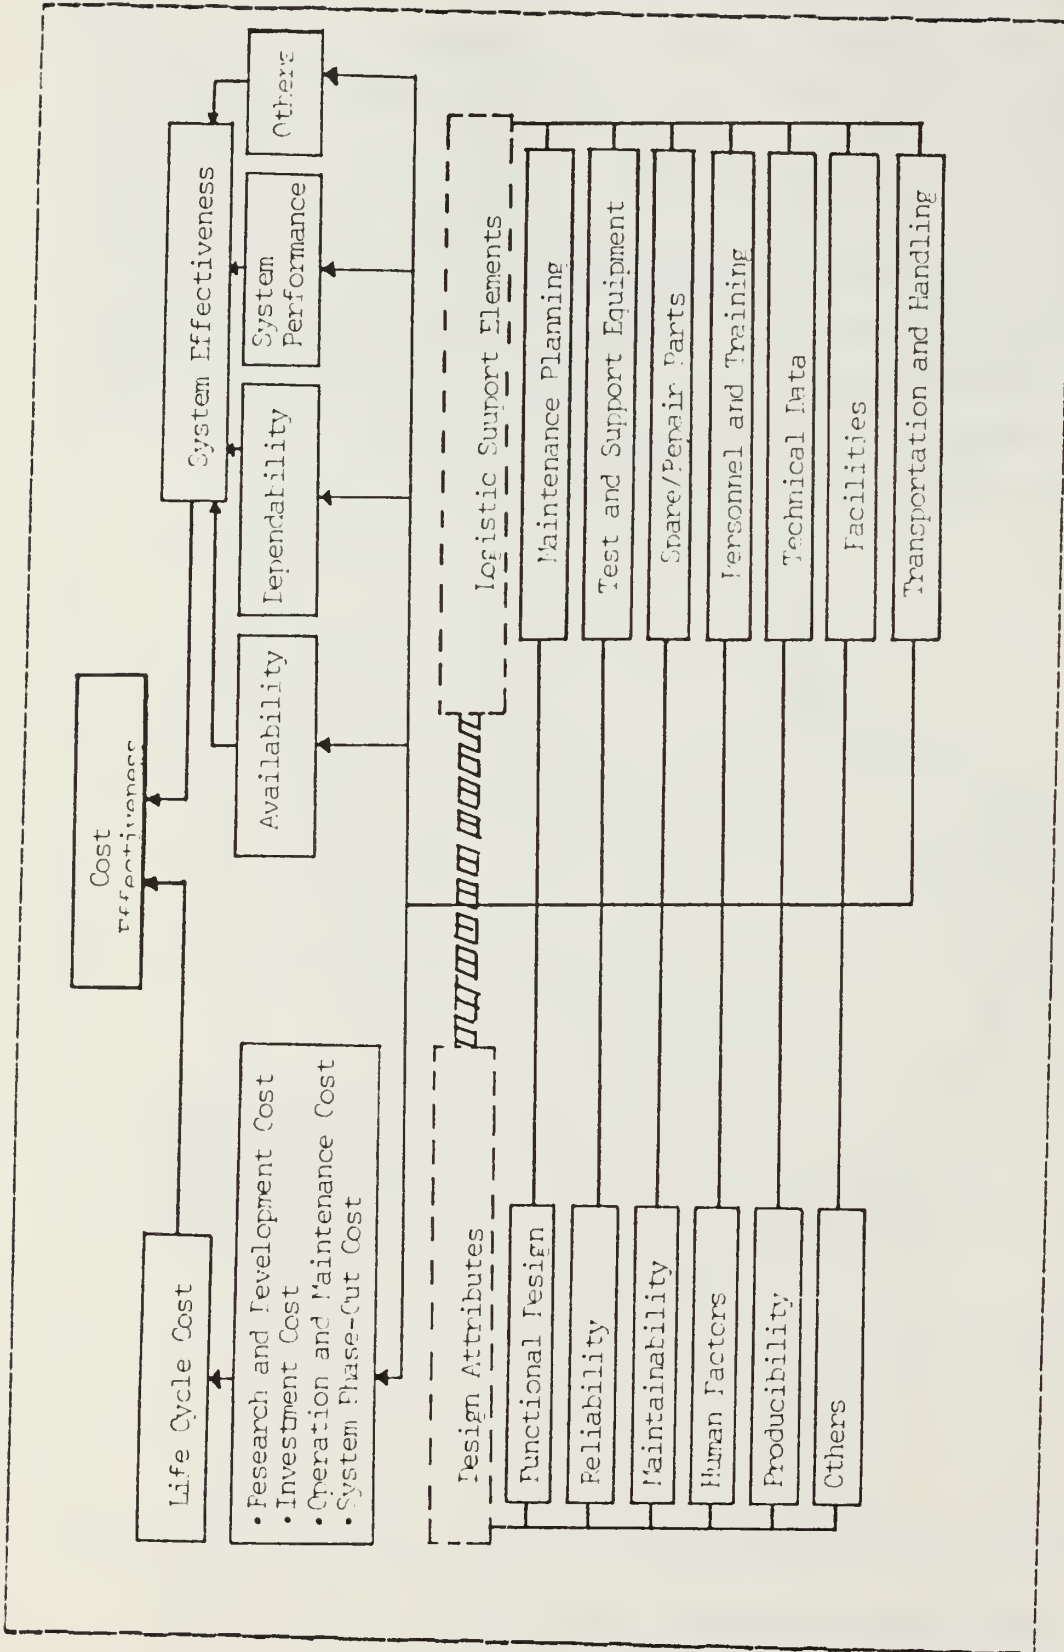 Cost
Effectiveness
Life Cycle Cost
System Effectiveness
• Research and Development Cost
• Investment Cost
• Operation and Maintenance Cost
• System Phase-Out Cost
Availability
Dependability
System
Performance
Others
Design Attributes
Functional Design
Reliability
Maintainability
Human Factors
Producibility
Others
Logistic Support Elements
Maintenance Planning
Test and Support Equipment
Spare/Repair Parts
Personnel and Training
Technical Data
Facilities
Transportation and Handling